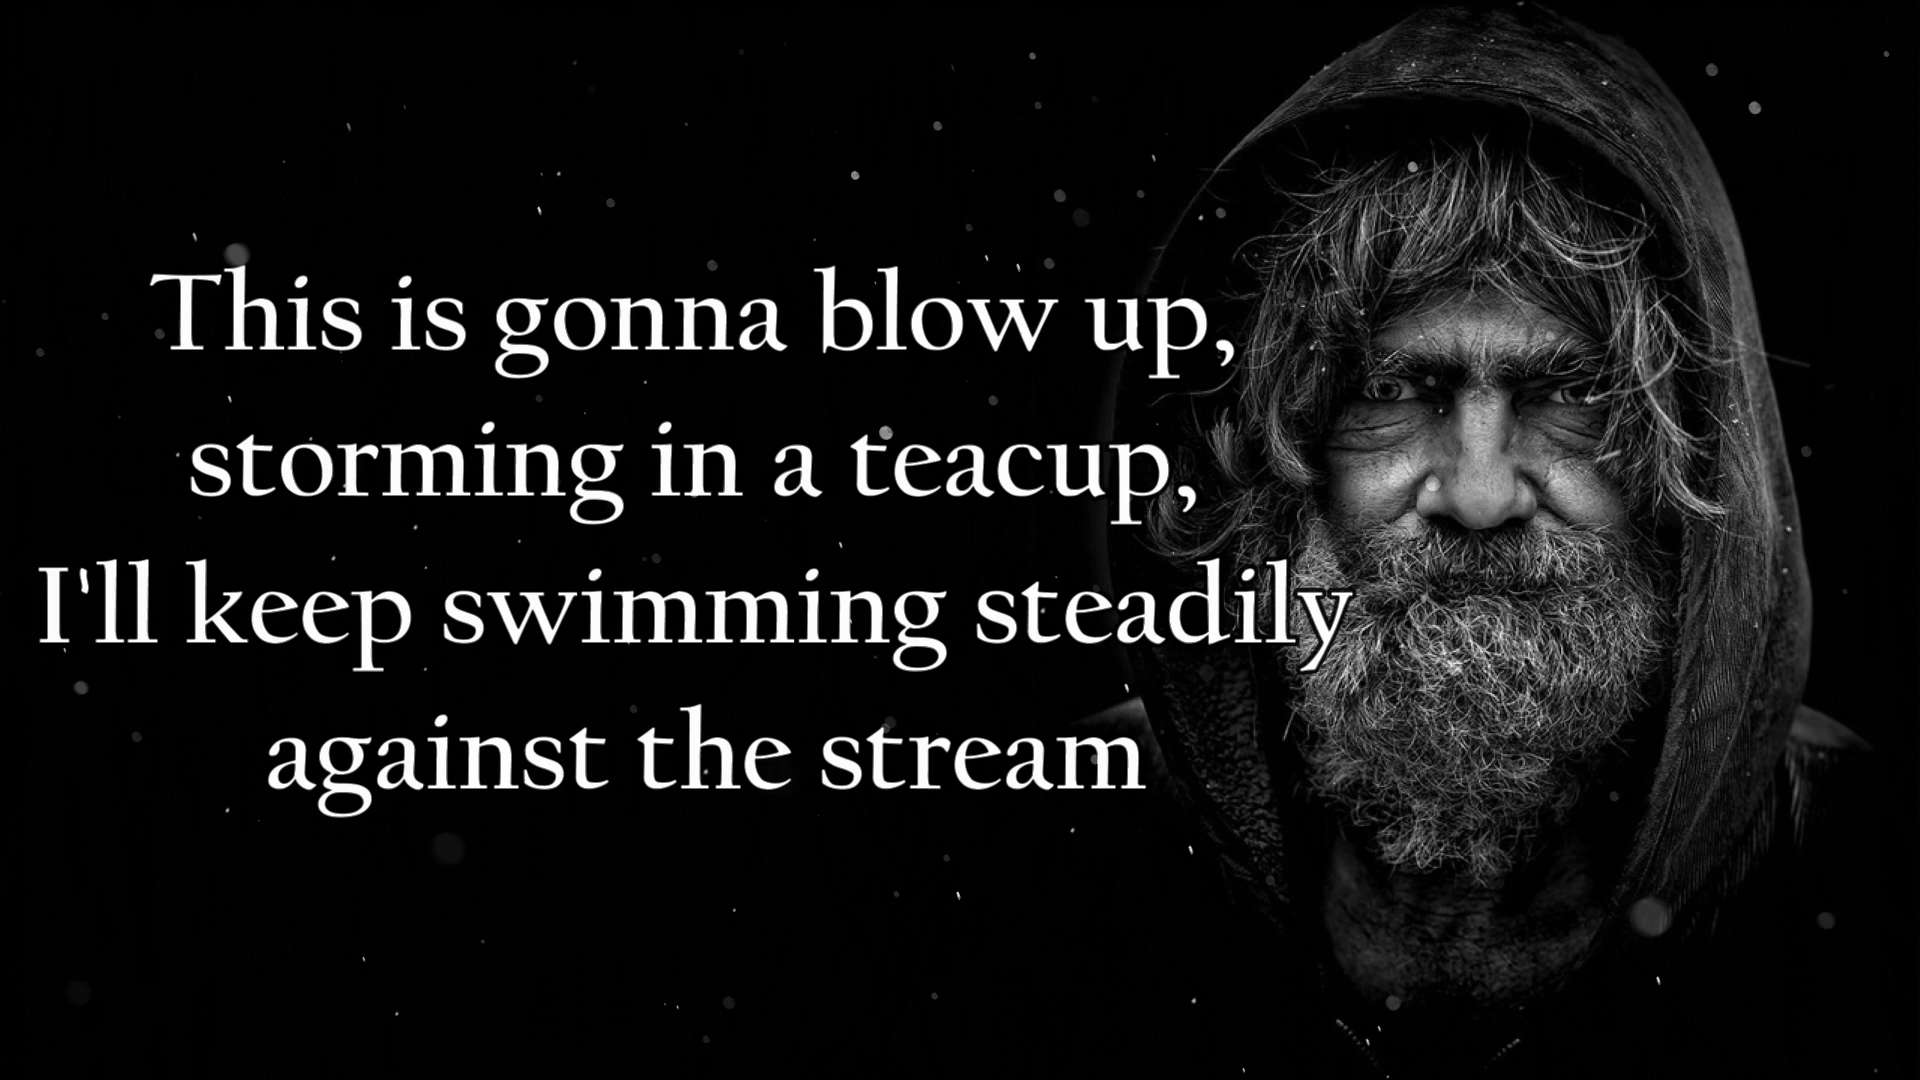 This is gonna blow up,
storming in a teacup,
I'll keep swimming steadily
against the stream